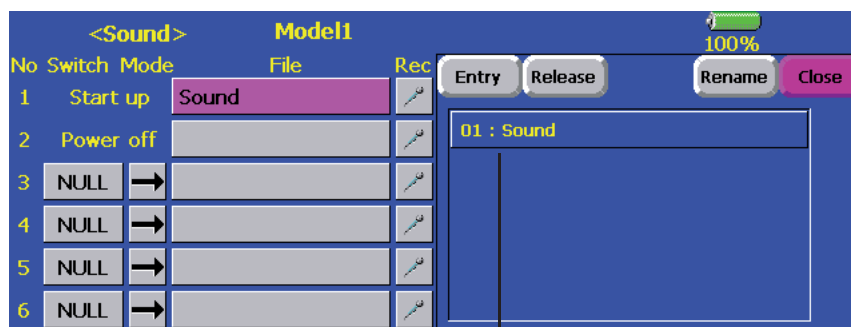 <Sound> Model1
100%
No Switch Mode File Rec
Entry Release Rename Close
1 Start up Sound
01 : Sound
2 Power off
3 NULL
4 NULL
5 NULL
6 NULL